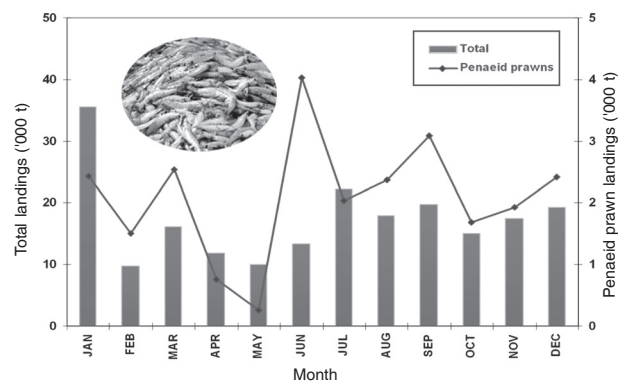 50
40
30
20
10
0
Total landings ('000 t)
Total
Penaeid prawns
5
4
3
2
1
0
Penaeid prawn landings ('000 t)
JAN
FEB
MAR
APR
MAY
JUN
JUL
AUG
SEP
OCT
NOV
DEC
Month